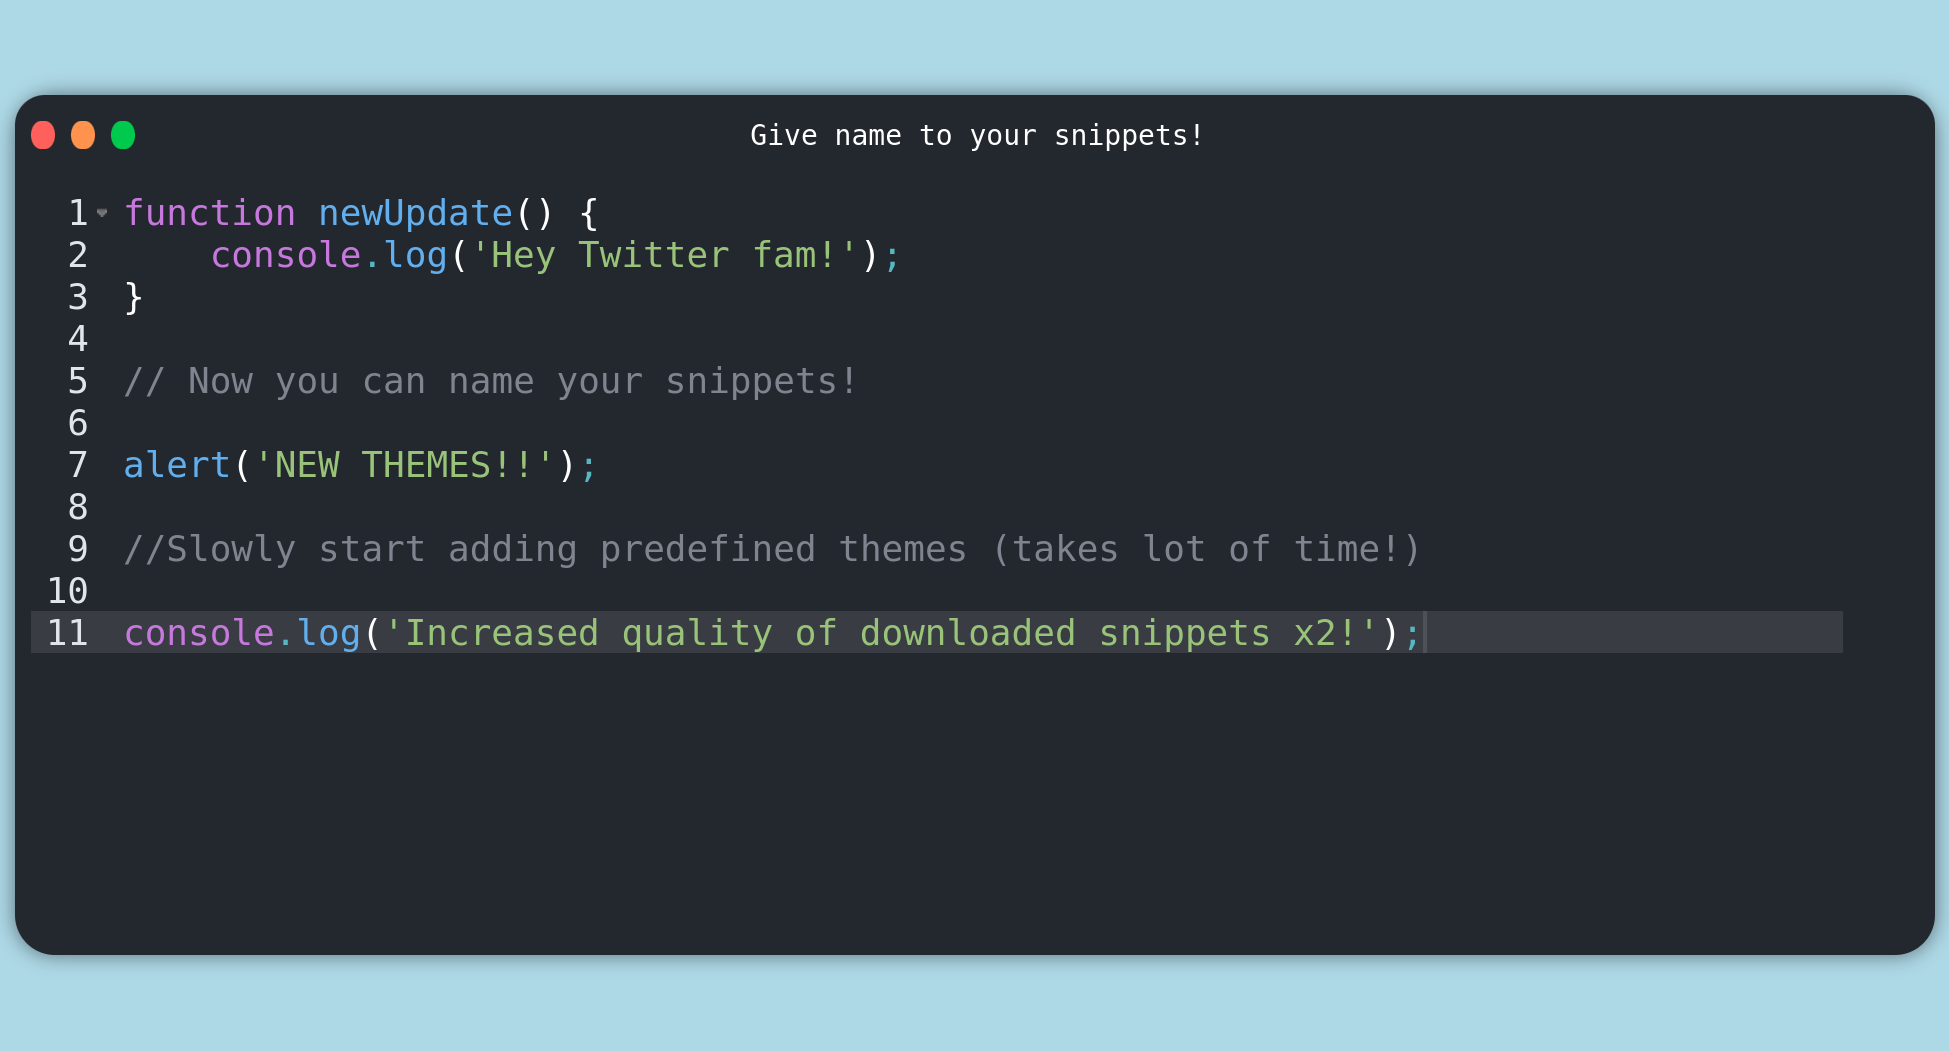 Give name to your snippets!
1 function newUpdate() {
2     console.log('Hey Twitter fam!');
3 }
4
5 // Now you can name your snippets!
6
7 alert('NEW THEMES!!');
8
9 //Slowly start adding predefined themes (takes lot of time!)
10
11 console.log('Increased quality of downloaded snippets x2!');